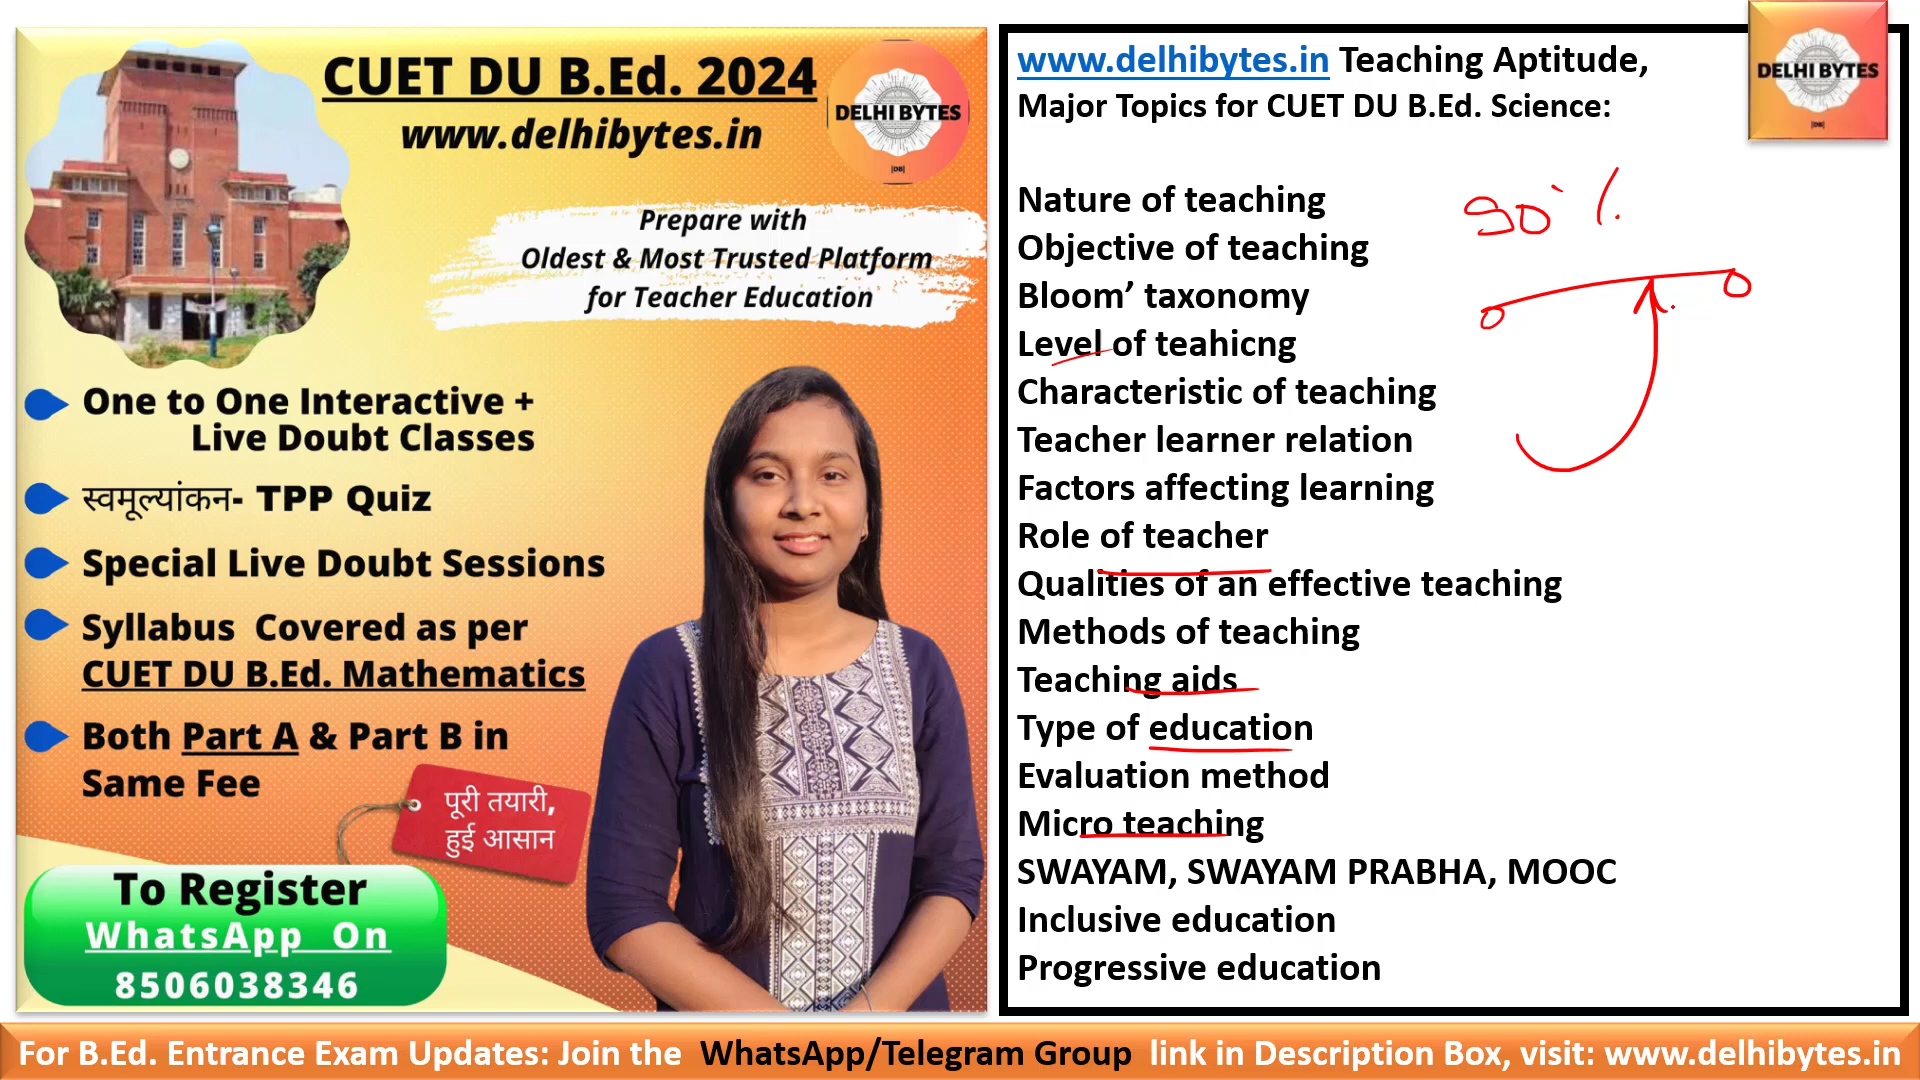 CUET DU B.Ed. 2024
www.delhibytes.in
DELHI BYTES
|DB|
Prepare with
Oldest & Most Trusted Platform
for Teacher Education
One to One Interactive +
Live Doubt Classes
स्वमूल्यांकन- TPP Quiz
Special Live Doubt Sessions
Syllabus Covered as per
CUET DU B.Ed. Mathematics
Both Part A & Part B in
Same Fee
पूरी तयारी,
हुई आसान
To Register
WhatsApp On
8506038346
www.delhibytes.in Teaching Aptitude,
Major Topics for CUET DU B.Ed. Science:
DELHI BYTES
|DB|
Nature of teaching
Objective of teaching
Bloom’ taxonomy
Level of teahicng
Characteristic of teaching
Teacher learner relation
Factors affecting learning
Role of teacher
Qualities of an effective teaching
Methods of teaching
Teaching aids
Type of education
Evaluation method
Micro teaching
SWAYAM, SWAYAM PRABHA, MOOC
Inclusive education
Progressive education
For B.Ed. Entrance Exam Updates: Join the WhatsApp/Telegram Group link in Description Box, visit: www.delhibytes.in